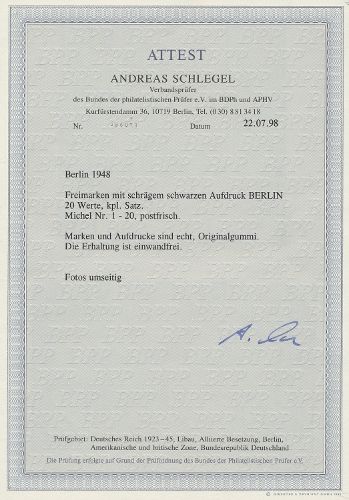 ATTEST
ANDREAS SCHLEGEL
Verbandsprüfer
des Bundes der philatelistischen Prüfer e.V. im BDPh und APHV
Kurfürstendamm 36, 10719 Berlin, Tel. (030) 8 81 34 18
Nr. Datum 22.07.98
Berlin 1948
Freimarken mit schrägem schwarzen Aufdruck BERLIN
20 Werte, kpl. Satz.
Michel Nr. 1 - 20, postfrisch.
Marken und Aufdrucke sind echt, Originalgummi.
Die Erhaltung ist einwandfrei.
Fotos umseitig
Prüfgebiet: Deutsches Reich 1923-45, Libau, Alliierte Besetzung, Berlin,
Amerikanische und britische Zone, Bundesrepublik Deutschland
Die Prüfung erfolgte auf Grund der Prüfordnung des Bundes der Philatelistischen Prüfer e.V.